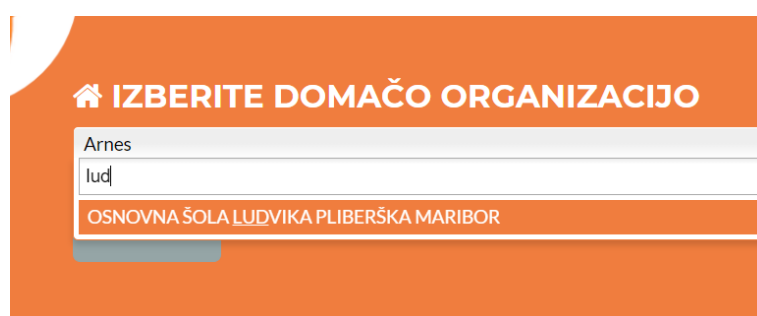 IZBERITE DOMAČO ORGANIZACIJO
Arnes
lud
OSNOVNA ŠOLA LUDVIKA PLIBERŠKA MARIBOR